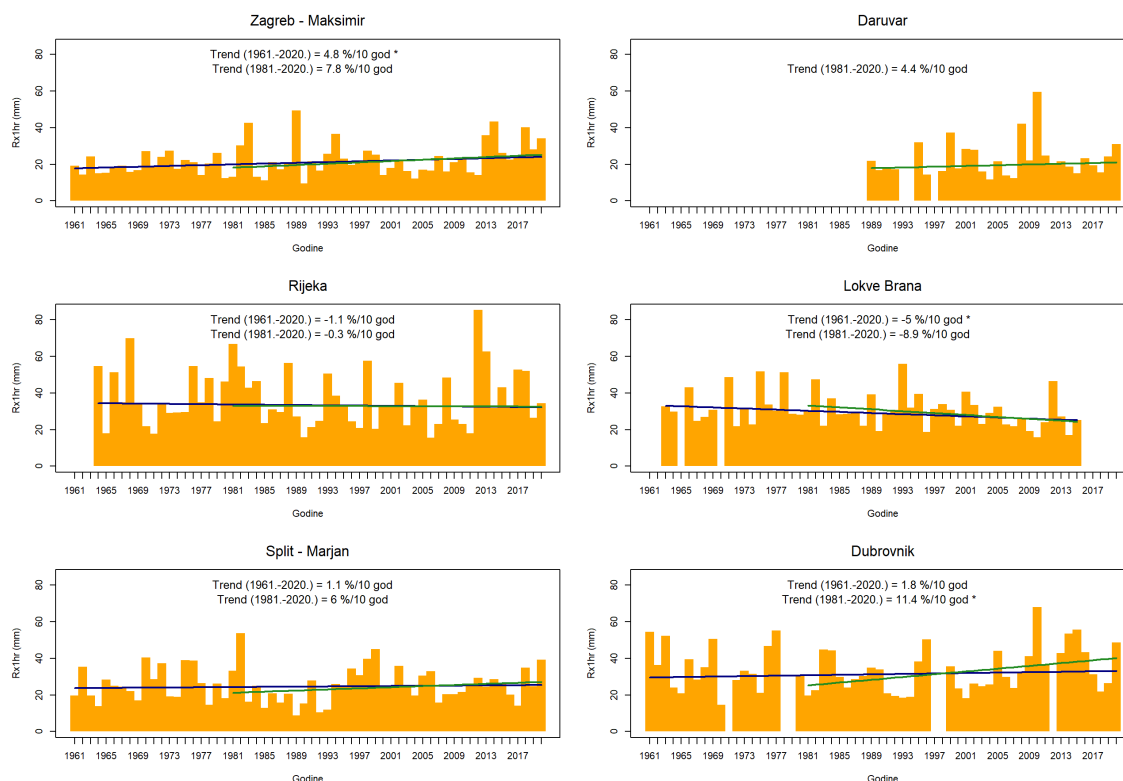 Zagreb - Maksimir
Trend (1961.-2020.) = 4.8 %/10 god *
Trend (1981.-2020.) = 7.8 %/10 god
Rx1hr (mm)
80
60
40
20
0
1961 1965 1969 1973 1977 1981 1985 1989 1993 1997 2001 2005 2009 2013 2017
Godine
Daruvar
Trend (1981.-2020.) = 4.4 %/10 god
Rx1hr (mm)
80
60
40
20
0
1961 1965 1969 1973 1977 1981 1985 1989 1993 1997 2001 2005 2009 2013 2017
Godine
Rijeka
Trend (1961.-2020.) = -1.1 %/10 god
Trend (1981.-2020.) = -0.3 %/10 god
Rx1hr (mm)
80
60
40
20
0
1961 1965 1969 1973 1977 1981 1985 1989 1993 1997 2001 2005 2009 2013 2017
Godine
Lokve Brana
Trend (1961.-2020.) = -5 %/10 god *
Trend (1981.-2020.) = -8.9 %/10 god
Rx1hr (mm)
80
60
40
20
0
1961 1965 1969 1973 1977 1981 1985 1989 1993 1997 2001 2005 2009 2013 2017
Godine
Split - Marjan
Trend (1961.-2020.) = 1.1 %/10 god
Trend (1981.-2020.) = 6 %/10 god
Rx1hr (mm)
80
60
40
20
0
1961 1965 1969 1973 1977 1981 1985 1989 1993 1997 2001 2005 2009 2013 2017
Godine
Dubrovnik
Trend (1961.-2020.) = 1.8 %/10 god
Trend (1981.-2020.) = 11.4 %/10 god *
Rx1hr (mm)
80
60
40
20
0
1961 1965 1969 1973 1977 1981 1985 1989 1993 1997 2001 2005 2009 2013 2017
Godine